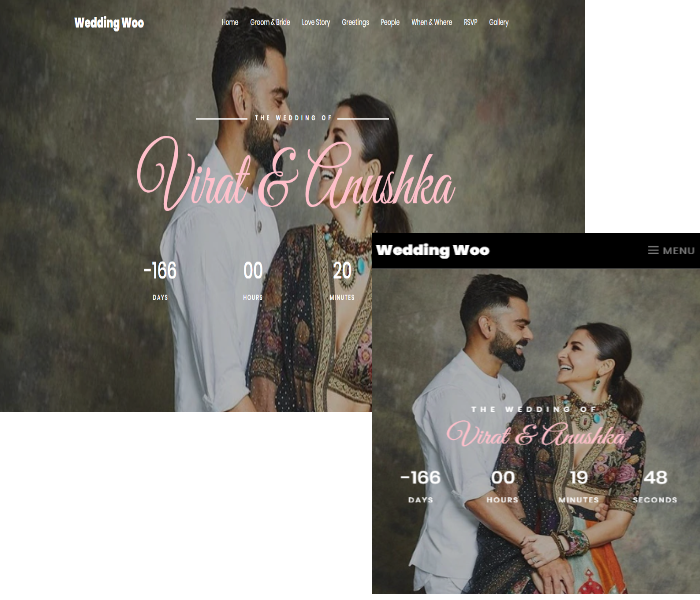 Wedding Woo
Home Groom & Bride Love Story Greetings People When & Where RSVP Gallery
THE WEDDING OF
Virat & Anushka
-166 00 20
DAYS HOURS MINUTES
Wedding Woo
MENU
THE WEDDING OF
Virat & Anushka
-166 00 19 48
DAYS HOURS MINUTES SECONDS